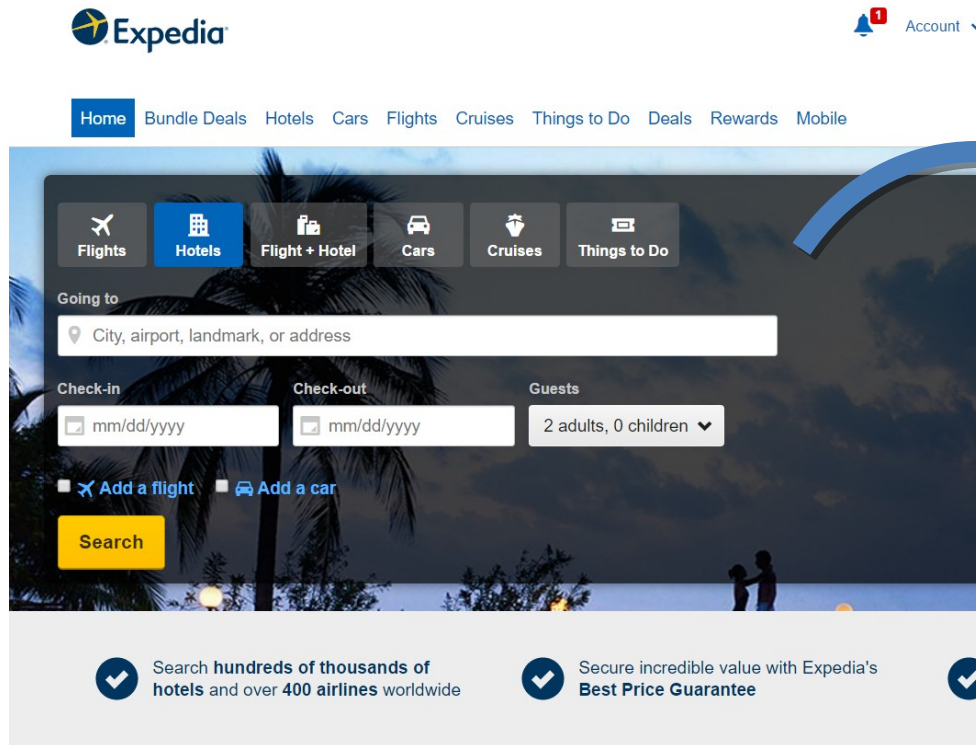 Expedia
1
Account
Home Bundle Deals Hotels Cars Flights Cruises Things to Do Deals Rewards Mobile
Flights Hotels Flight + Hotel Cars Cruises Things to Do
Going to
City, airport, landmark, or address
Check-in Check-out Guests
mm/dd/yyyy mm/dd/yyyy 2 adults, 0 children
Add a flight Add a car
Search
Search hundreds of thousands of
hotels and over 400 airlines worldwide
Secure incredible value with Expedia's
Best Price Guarantee